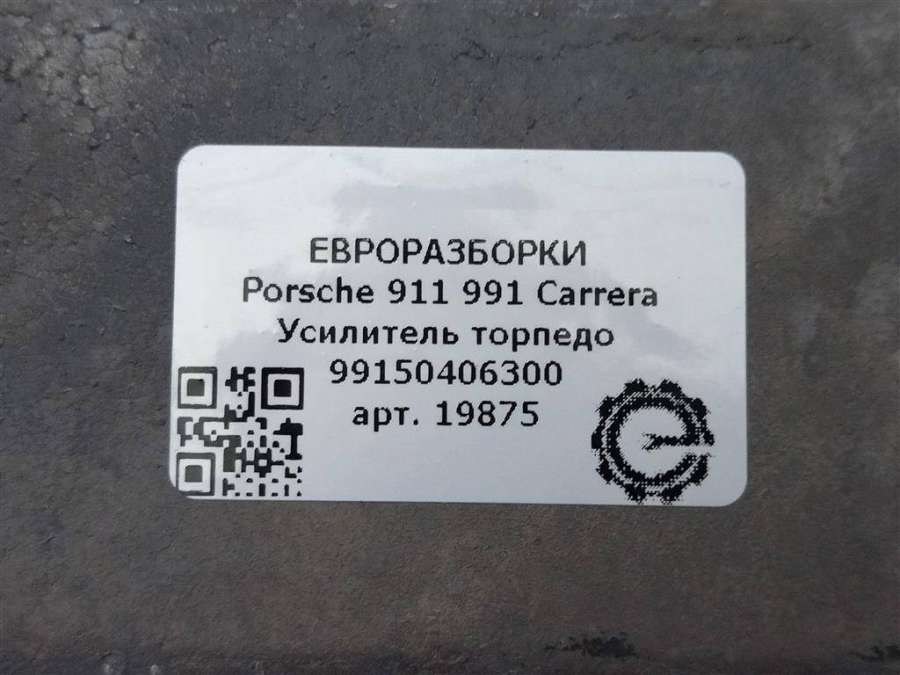 ЕВРОРАЗБОРКИ
Porsche 911 991 Carrera
Усилитель торпедо
99150406300
арт. 19875